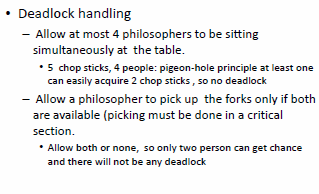 • Deadlock handling
– Allow at most 4 philosophers to be sitting
simultaneously at the table.
• 5 chop sticks, 4 people: pigeon-hole principle at least one
can easily acquire 2 chop sticks , so no deadlock
– Allow a philosopher to pick up the forks only if both
are available (picking must be done in a critical
section.
• Allow both or none, so only two person can get chance
and there will not be any deadlock